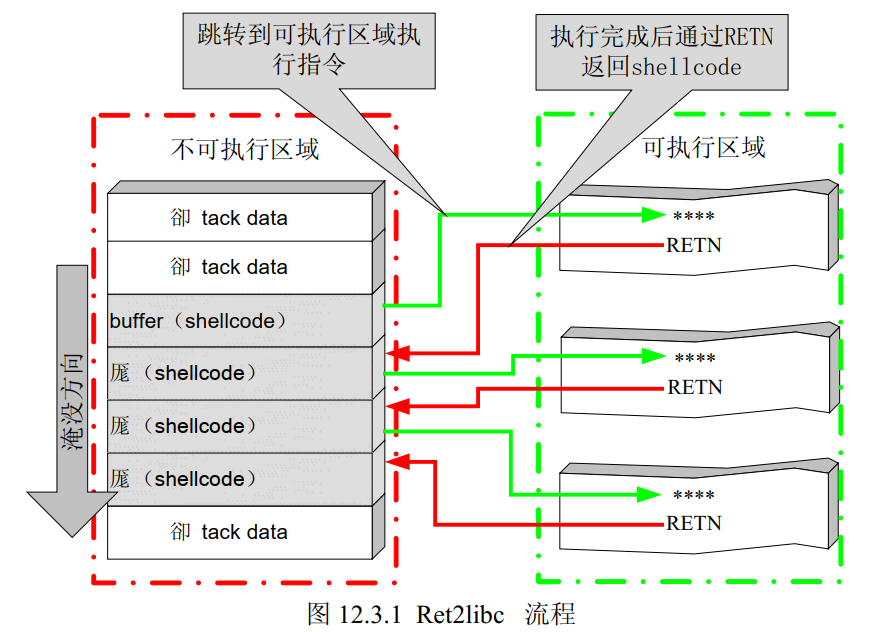 跳转到可执行区域执
行指令
执行完成后通过RETN
返回shellcode
不可执行区域
可执行区域
卻 tack data
卻 tack data
buffer（shellcode）
厖（shellcode）
厖（shellcode）
厖（shellcode）
卻 tack data
淹没方向
****
RETN
****
RETN
****
RETN
图 12.3.1 Ret2libc 流程